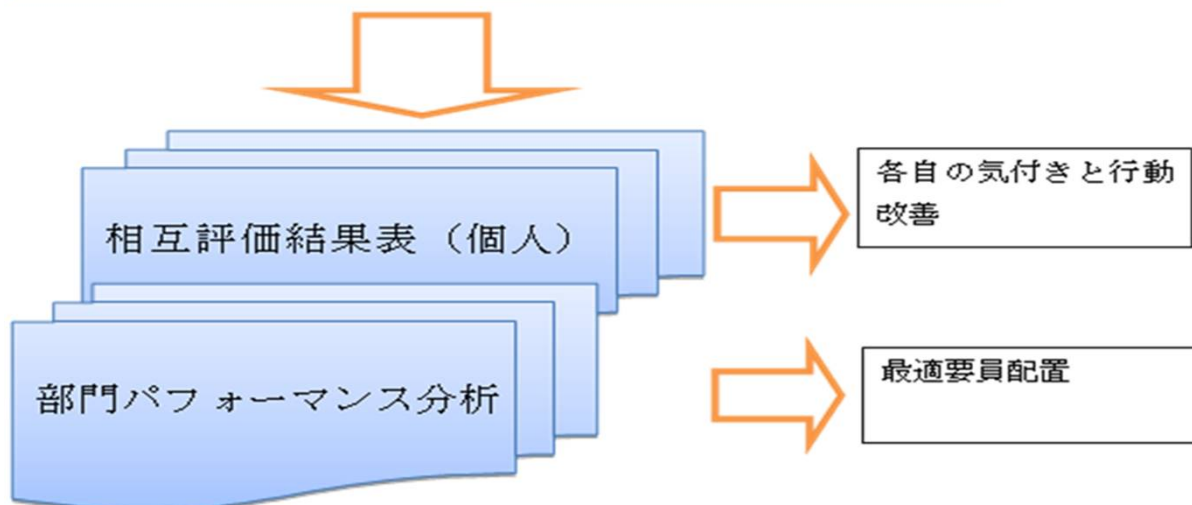 相互評価結果表（個人）
各自の気付きと行動
改善
部門パフォーマンス分析
最適要員配置